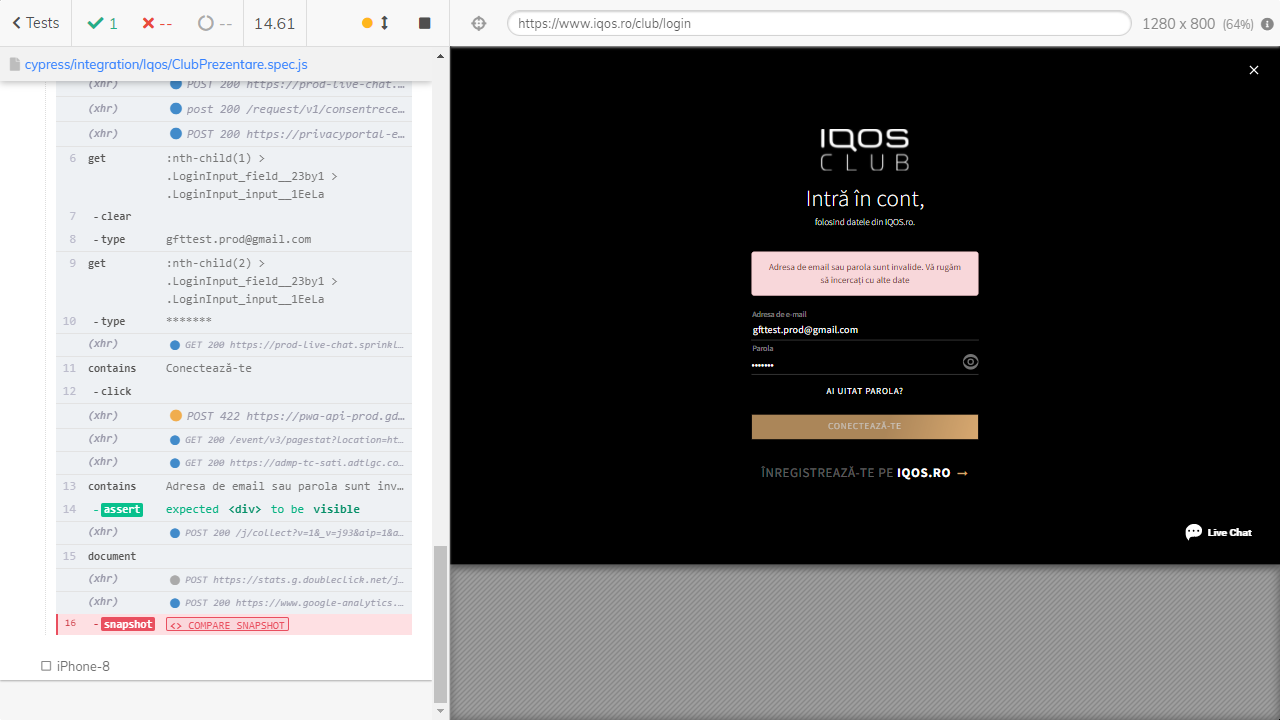 Tests
1
--
--
14.61
https://www.iqos.ro/club/login
1280 x 800 (64%)
cypress/integration/Iqos/ClubPrezentare.spec.js
(xhr) POST 200 https://prod-live-chat.…
(xhr) post 200 /request/v1/consentrece…
(xhr) POST 200 https://privacyportal-e…
6 get :nth-child(1) >
.LoginInput_field__23by1 >
.LoginInput_input__1EeLa
7 -clear
8 -type gfttest.prod@gmail.com
9 get :nth-child(2) >
.LoginInput_field__23by1 >
.LoginInput_input__1EeLa
10 -type *******
(xhr) GET 200 https://prod-live-chat.sprinkl…
11 contains Conectează-te
12 -click
(xhr) POST 422 https://pwa-api-prod.gd…
(xhr) GET 200 /event/v3/pagestat?location=ht…
(xhr) GET 200 https://admp-tc-sati.adtlgc.co…
13 contains Adresa de email sau parola sunt inv…
14 -assert expected <div> to be visible
(xhr) POST 200 /j/collect?v=1&_v=j93&aip=1&a…
15 document
(xhr) POST https://stats.g.doubleclick.net/j…
(xhr) POST 200 https://www.google-analytics.…
16 -snapshot <> COMPARE SNAPSHOT
iPhone-8
IQOS
CLUB
Intră în cont,
folosind datele din IQOS.ro.
Adresa de email sau parola sunt invalide. Vă rugăm
să incercați cu alte date
Adresa de e-mail
gfttest.prod@gmail.com
Parola
•••••••
AI UITAT PAROLA?
CONECTEAZĂ-TE
ÎNREGISTREAZĂ-TE PE IQOS.RO →
Live Chat